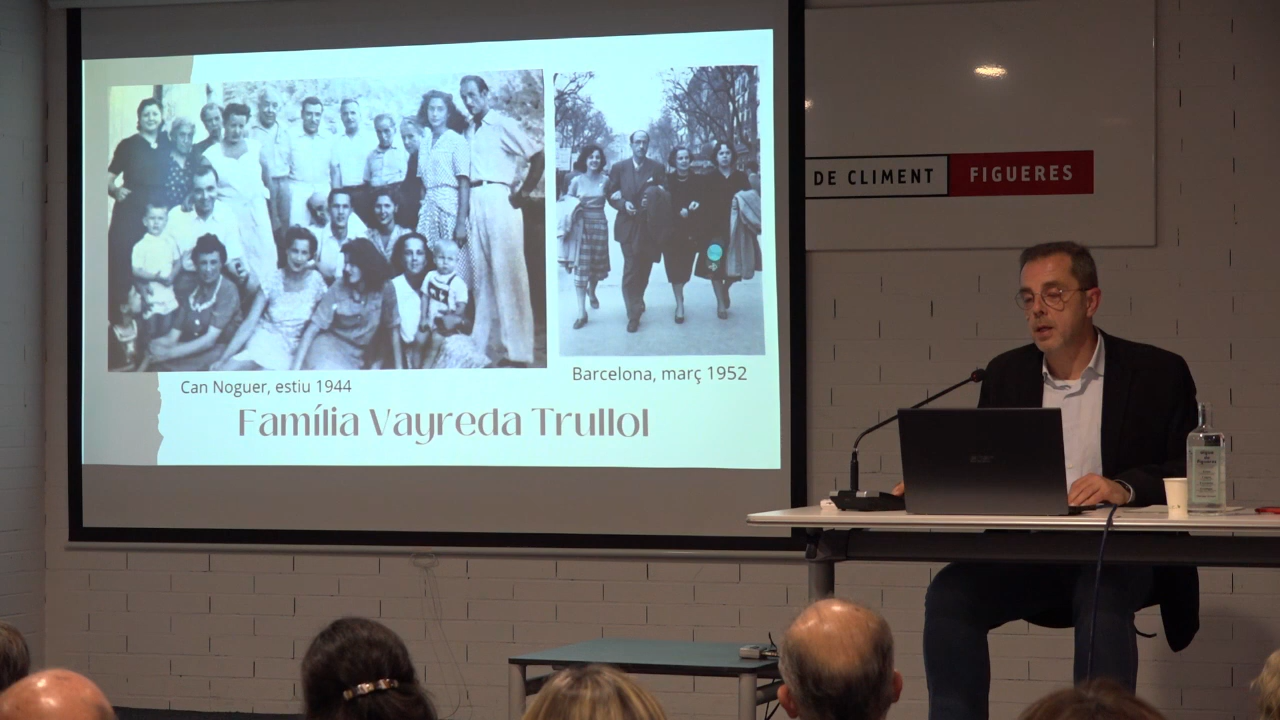 Can Noguer, estiu 1944
Barcelona, març 1952
Família Vayreda Trullol
DE CLIMENT
FIGUERES